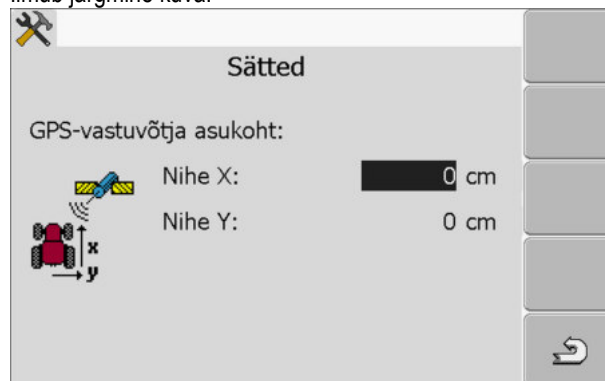 Ilmub järgmine kuva:
Sätted
GPS-vastuvõtja asukoht:
Nihe X: 0 cm
Nihe Y: 0 cm
x
y